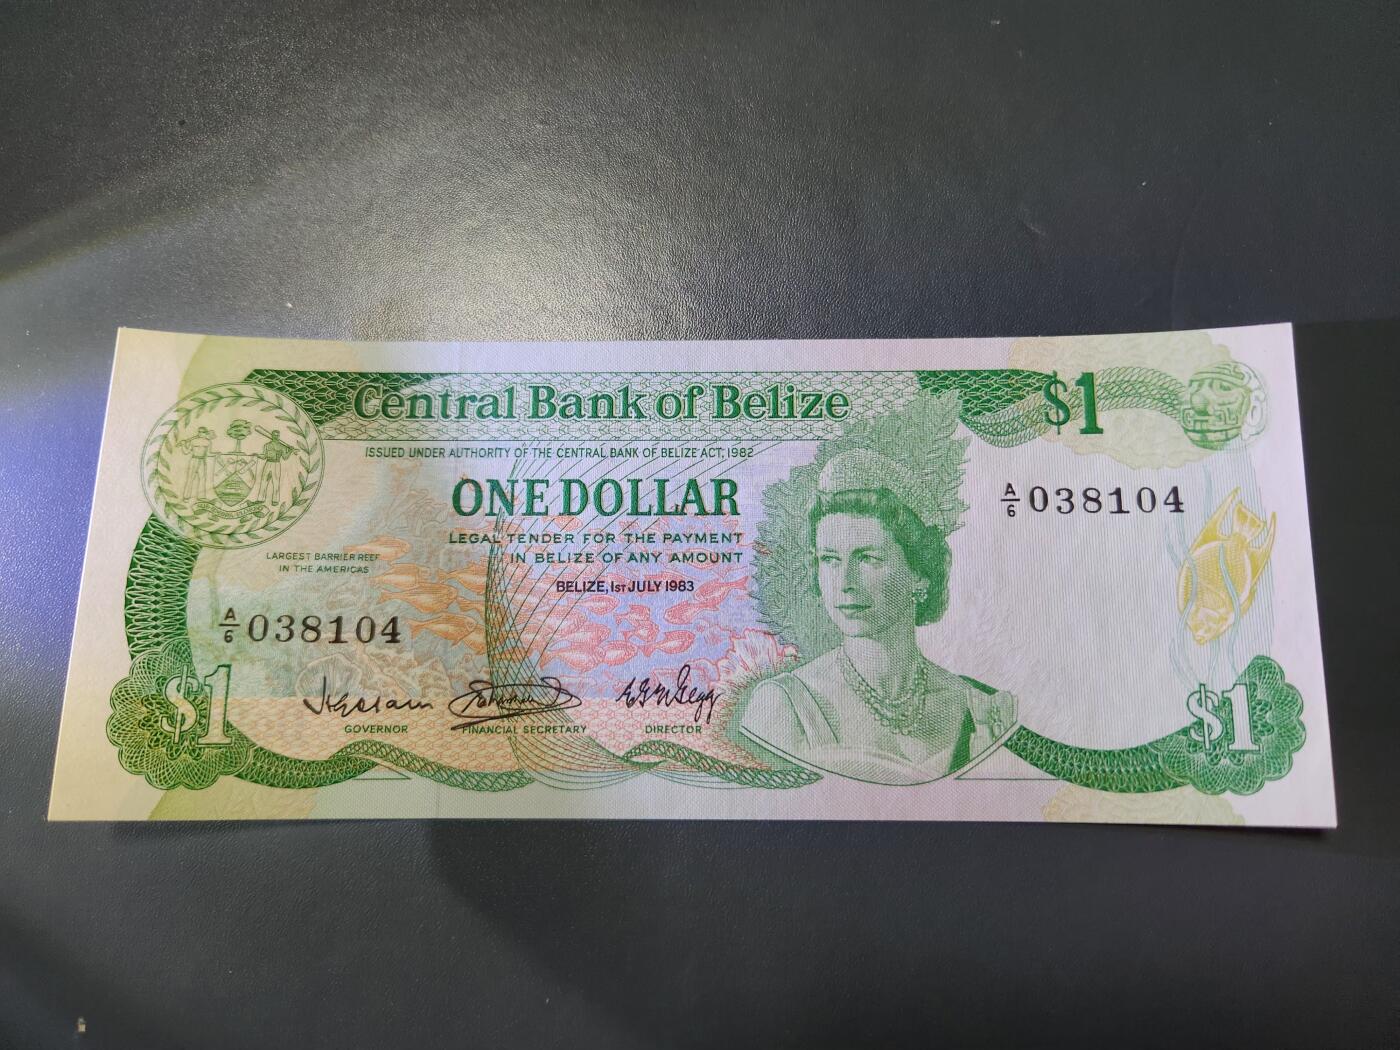 Central Bank of Belize
$1
ISSUED UNDER AUTHORITY OF THE CENTRAL BANK OF BELIZE ACT, 1982
ONE DOLLAR
A/6 038104
LEGAL TENDER FOR THE PAYMENT
IN BELIZE OF ANY AMOUNT
LARGEST BARRIER REEF
IN THE AMERICAS
BELIZE, 1ST JULY 1983
A/6 038104
$1
GOVERNOR
FINANCIAL SECRETARY
DIRECTOR
$1